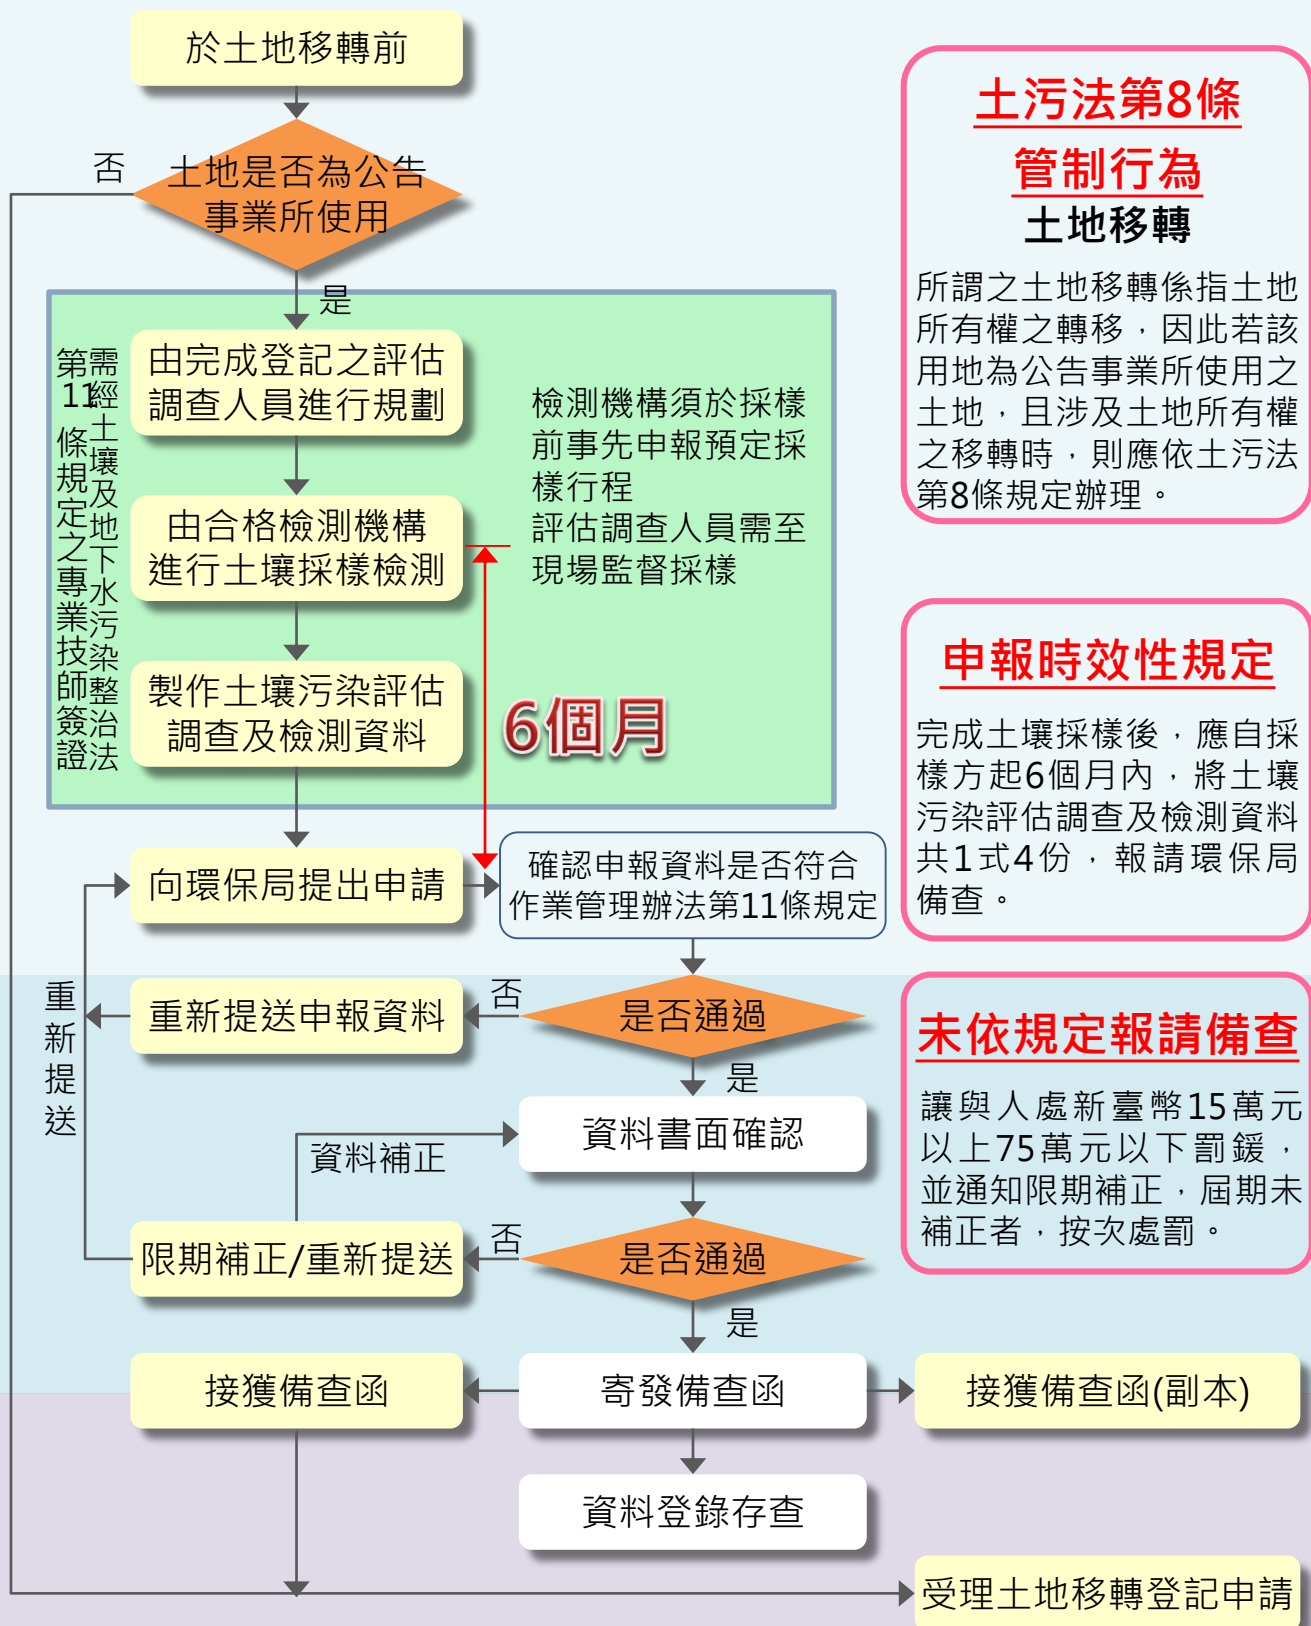 於土地移轉前
否
土地是否為公告
事業所使用
是
需經土壤及地下水污染整治法
第11條規定之專業技師簽證
由完成登記之評估
調查人員進行規劃
由合格檢測機構
進行土壤採樣檢測
製作土壤污染評估
調查及檢測資料
檢測機構須於採樣
前事先申報預定採
樣行程
評估調查人員需至
現場監督採樣
6個月
向環保局提出申請
確認申報資料是否符合
作業管理辦法第11條規定
重新提送
重新提送申報資料
否
是否通過
是
資料補正
資料書面確認
限期補正/重新提送
否
是否通過
是
接獲備查函
寄發備查函
接獲備查函(副本)
資料登錄存查
受理土地移轉登記申請
土污法第8條
管制行為
土地移轉
所謂之土地移轉係指土地
所有權之轉移，因此若該
用地為公告事業所使用之
土地，且涉及土地所有權
之移轉時，則應依土污法
第8條規定辦理。
申報時效性規定
完成土壤採樣後，應自採
樣方起6個月內，將土壤
污染評估調查及檢測資料
共1式4份，報請環保局
備查。
未依規定報請備查
讓與人處新臺幣15萬元
以上75萬元以下罰鍰，
並通知限期補正，屆期未
補正者，按次處罰。